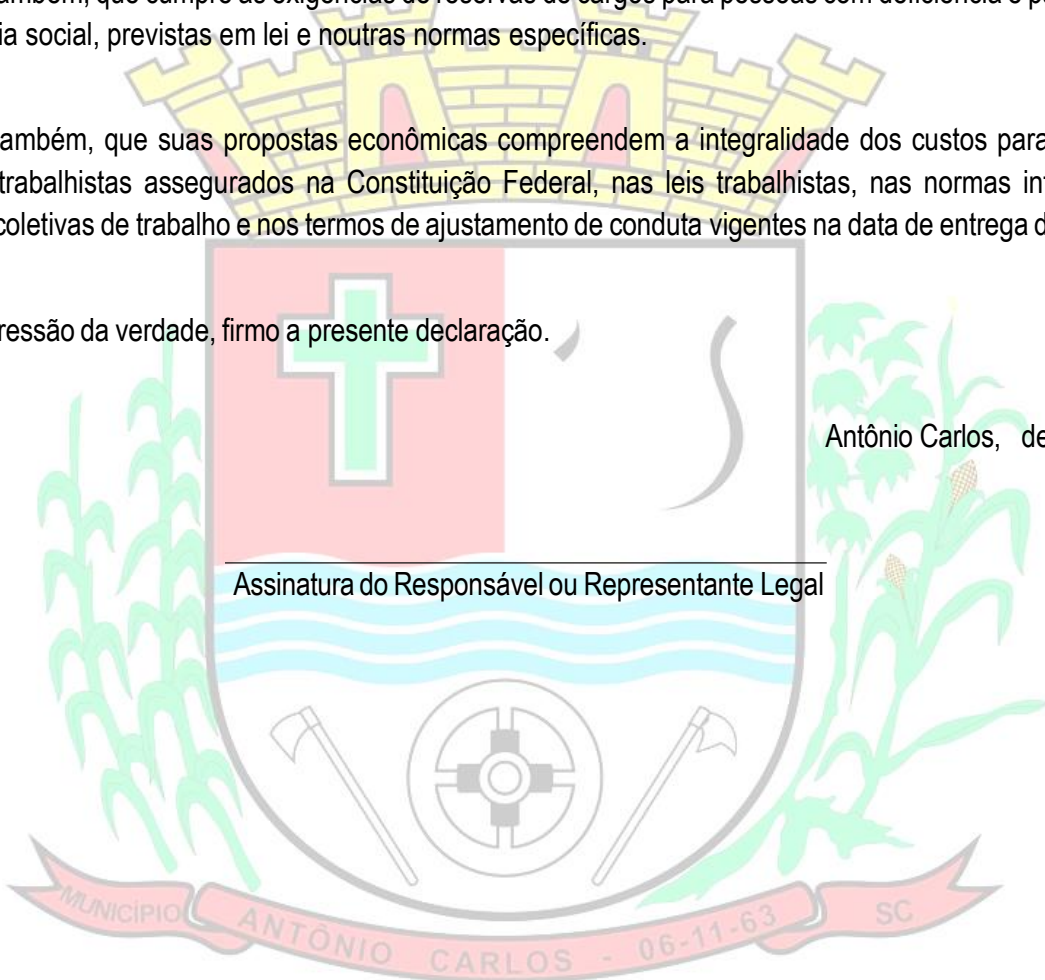 também, que cumpre as exigências de reservas de cargos para pessoas com deficiência e
ia social, previstas em lei e noutras normas específicas.
ambém, que suas propostas econômicas compreendem a integralidade dos custos para
trabalhistas assegurados na Constituição Federal, nas leis trabalhistas, nas normas in
coletivas de trabalho e nos termos de ajustamento de conduta vigentes na data de entrega d
ressão da verdade, firmo a presente declaração.
Antônio Carlos, de
Assinatura do Responsável ou Representante Legal
MUNICÍPIO ANTÔNIO CARLOS - 06-11-63 SC